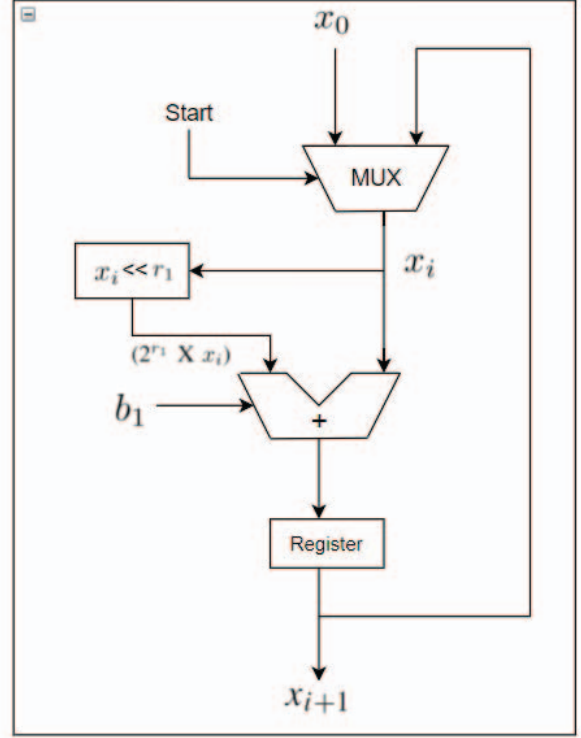 x₀
Start
MUX
xᵢ << r₁
xᵢ
(2^{r₁} X xᵢ)
b₁
+
Register
xᵢ₊₁